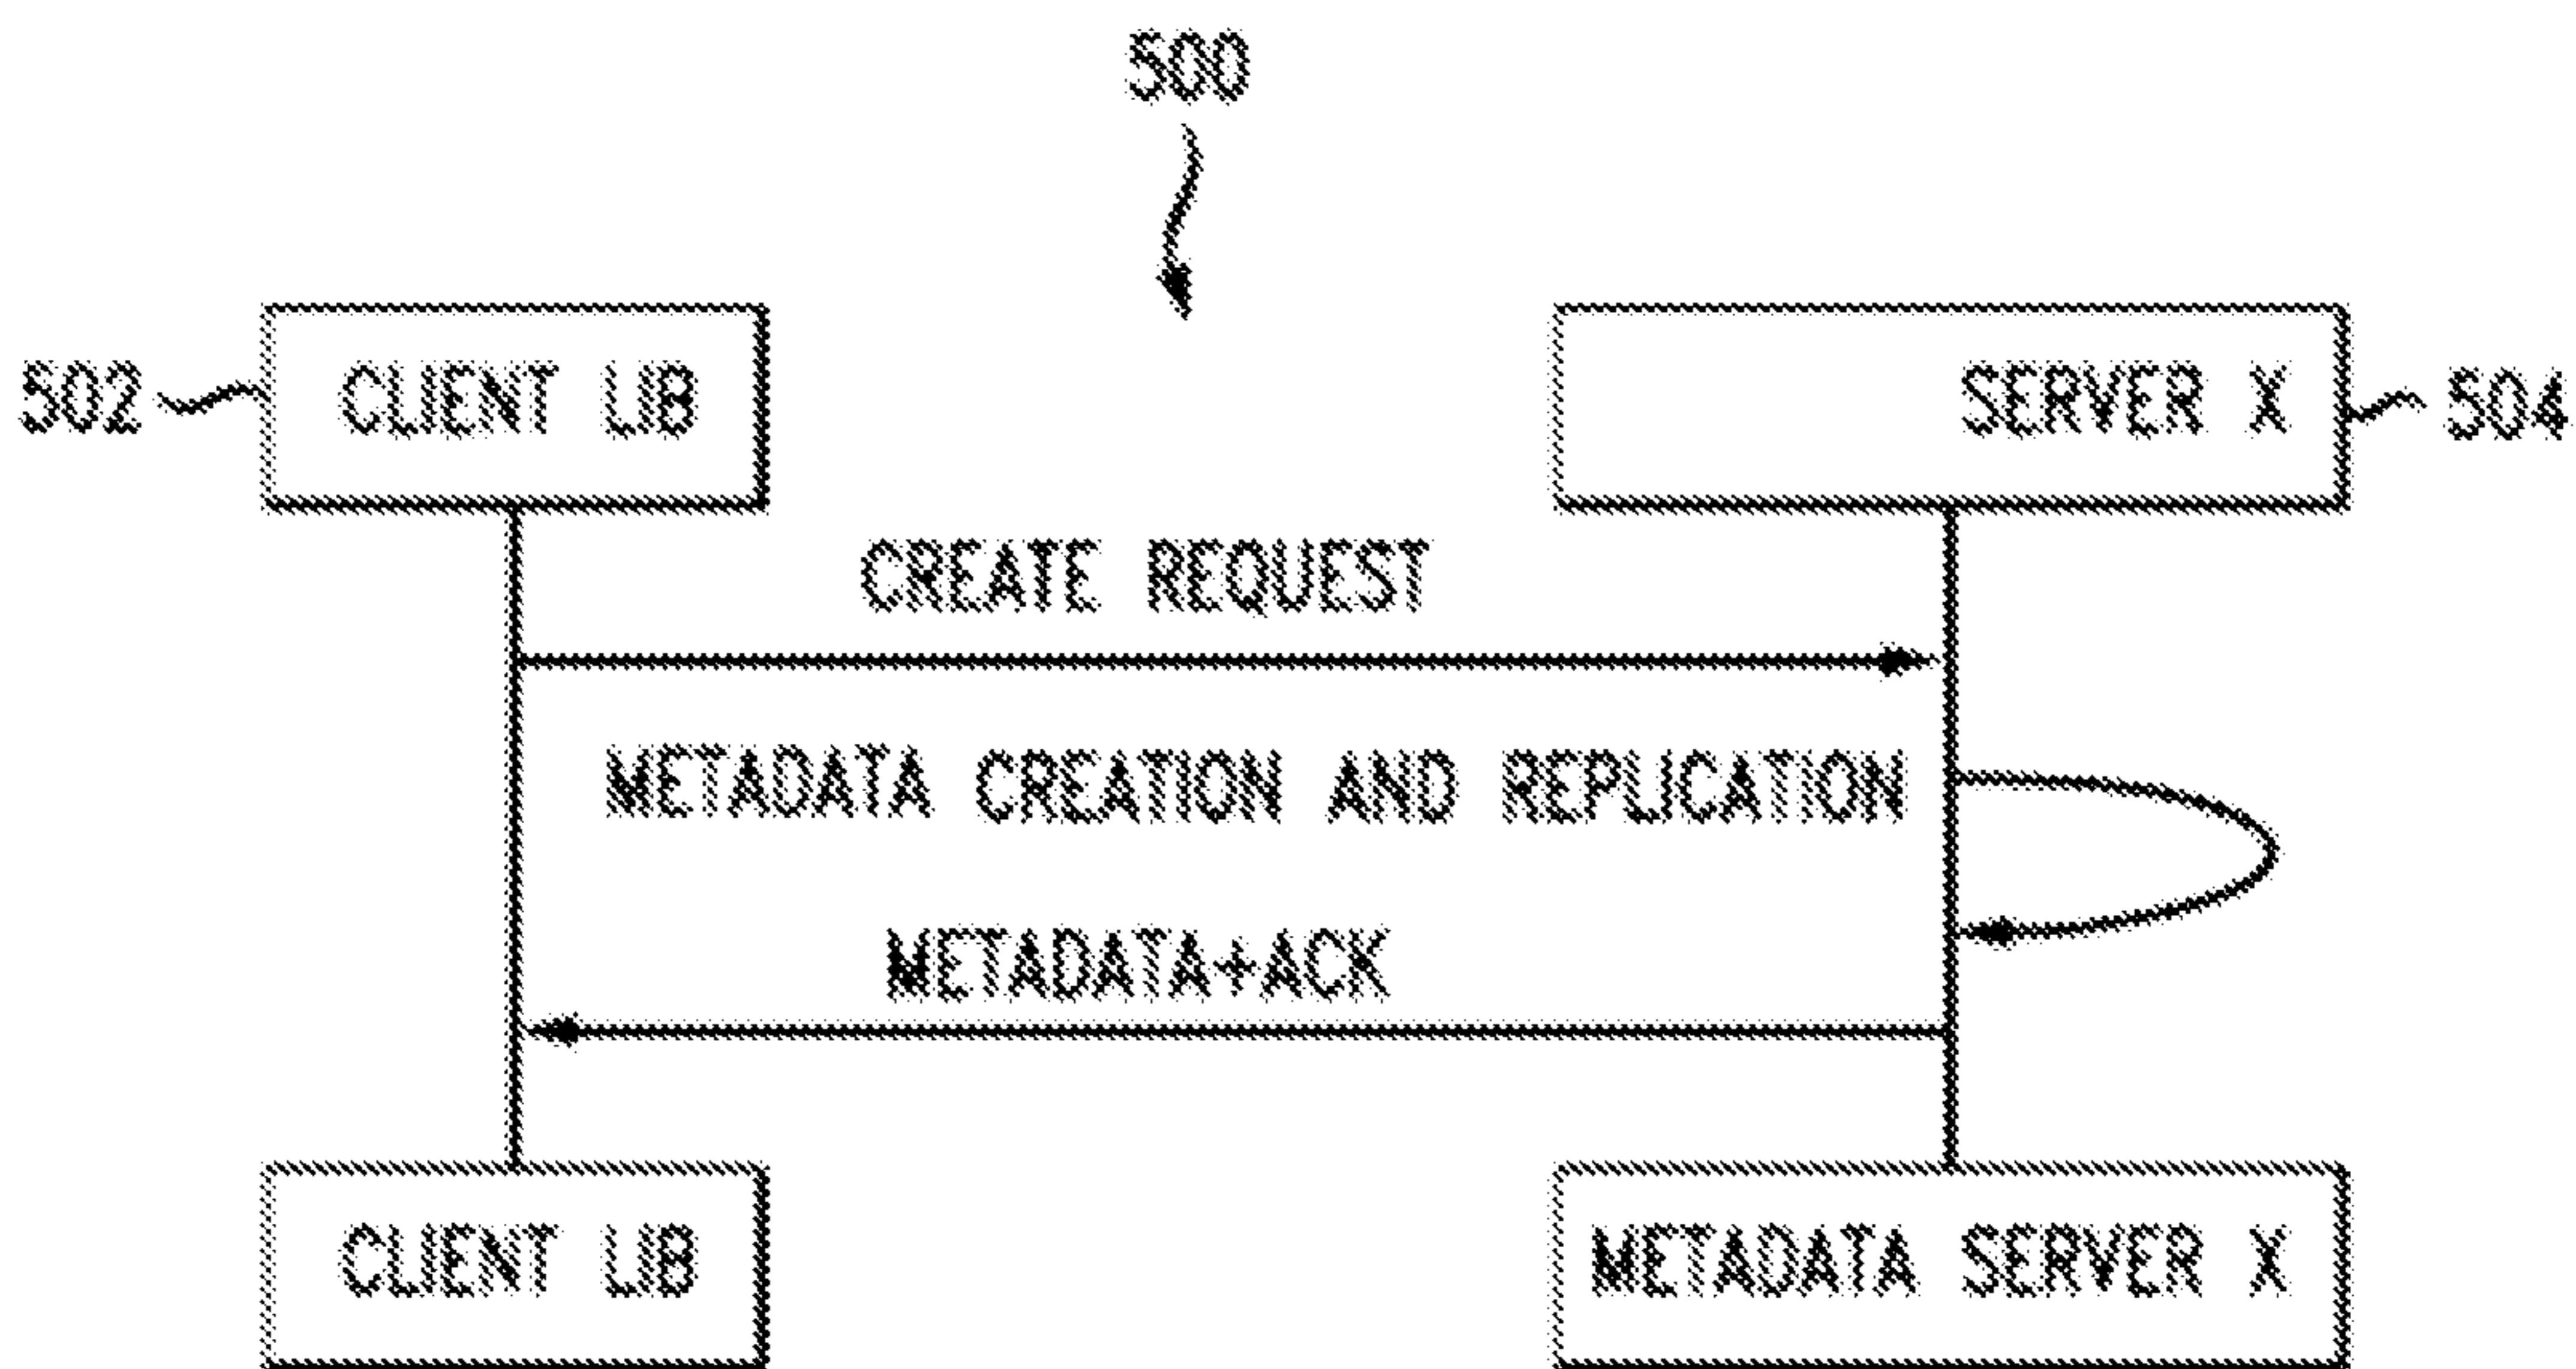 500
502
CLIENT LIB
SERVER X
504
CREATE REQUEST
METADATA CREATION AND REPLICATION
METADATA+ACK
CLIENT LIB
METADATA SERVER X